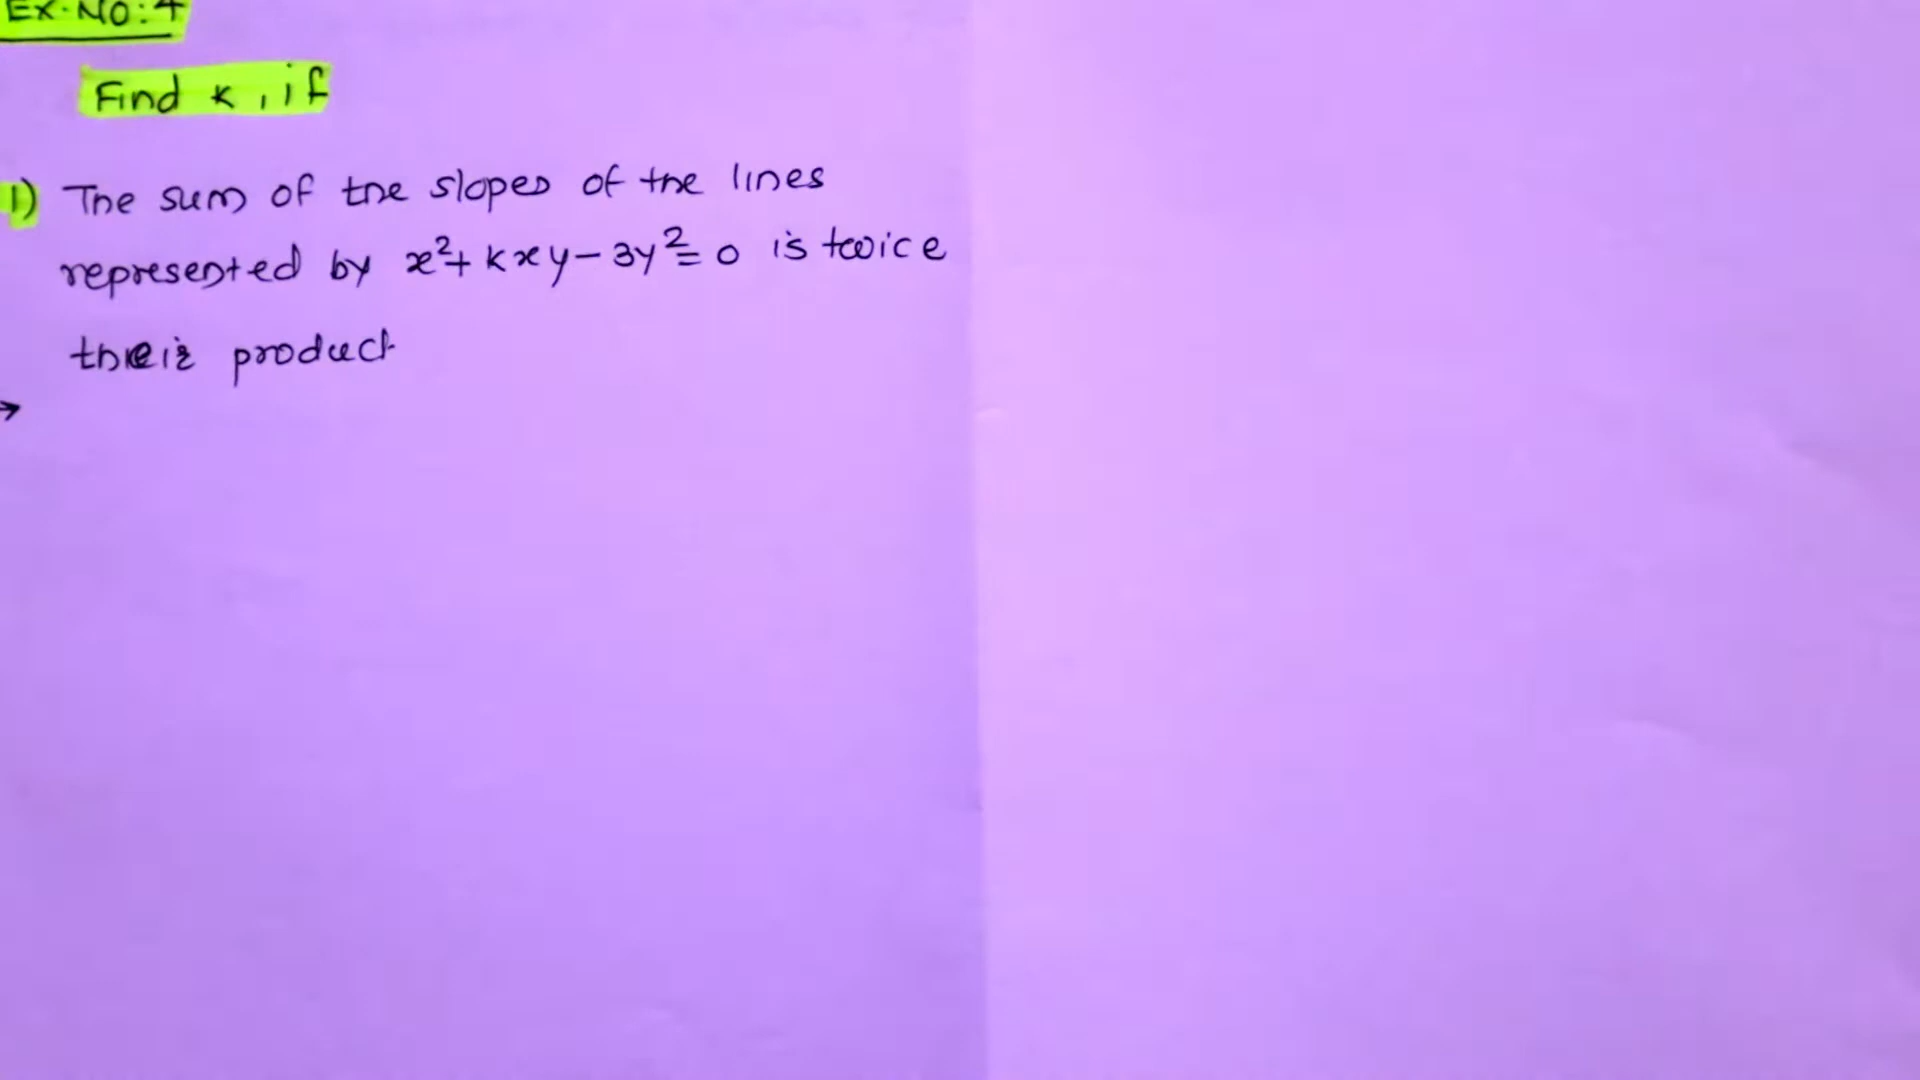 Ex. No: 4
Find k, if
1) The sum of the slopes of the lines
represented by x²+kxy-3y²=0 is twice
their product
→